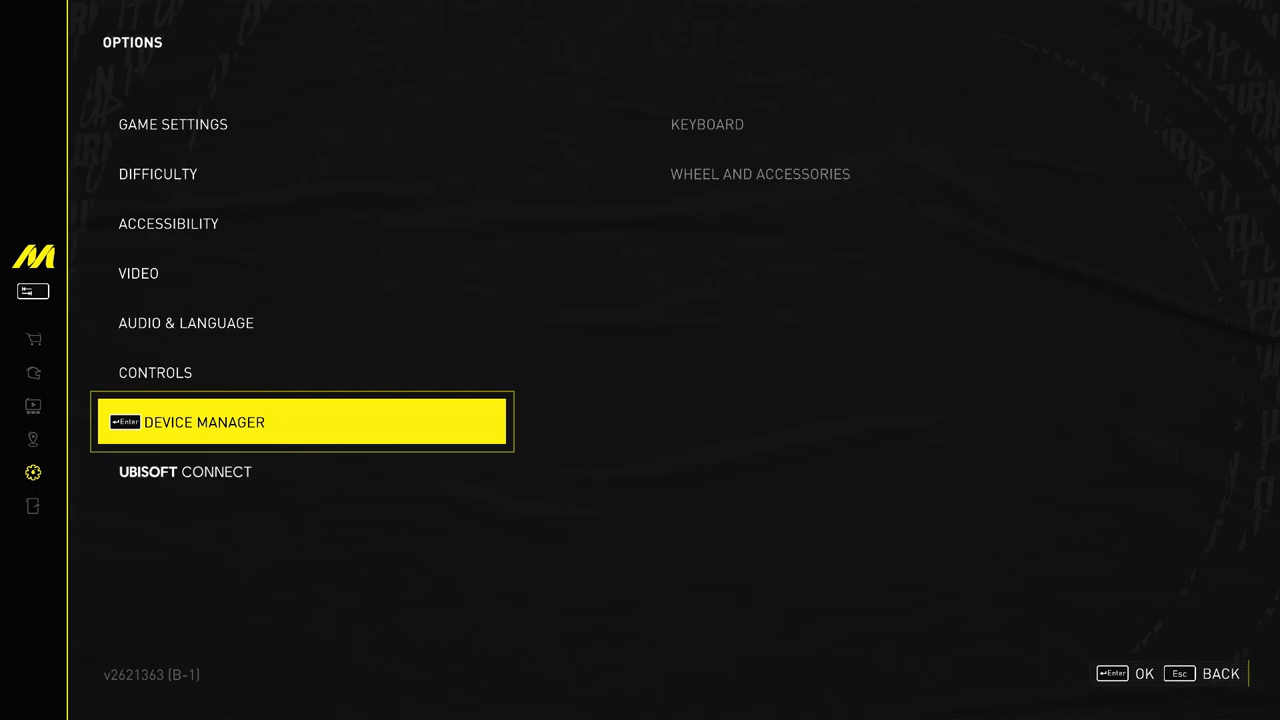 OPTIONS
GAME SETTINGS
KEYBOARD
DIFFICULTY
WHEEL AND ACCESSORIES
ACCESSIBILITY
VIDEO
AUDIO & LANGUAGE
CONTROLS
Enter DEVICE MANAGER
UBISOFT CONNECT
v2621363 (B-1)
Enter OK Esc BACK